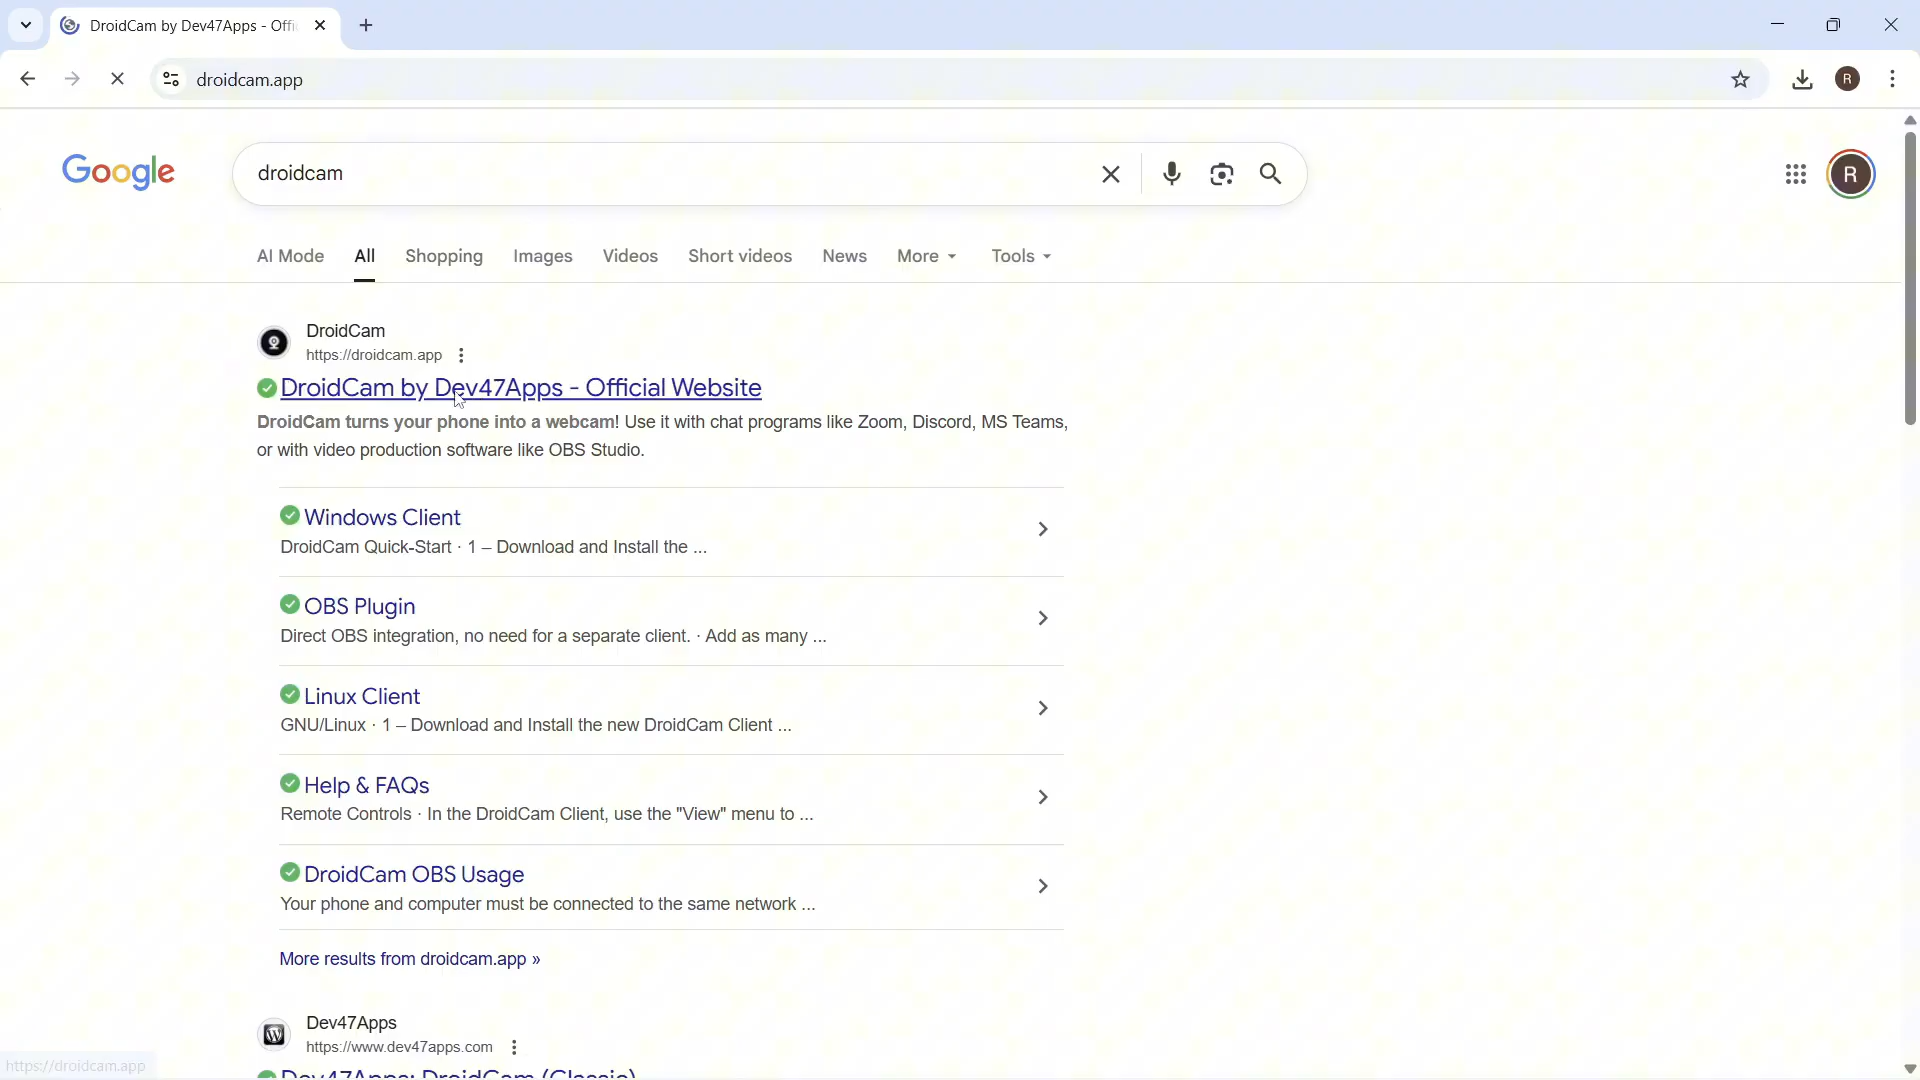 DroidCam by Dev47Apps - Offi
droidcam.app
R
Google
droidcam
R
AI Mode
All
Shopping
Images
Videos
Short videos
News
More
Tools
DroidCam
https://droidcam.app
DroidCam by Dev47Apps - Official Website
DroidCam turns your phone into a webcam! Use it with chat programs like Zoom, Discord, MS Teams,
or with video production software like OBS Studio.
Windows Client
DroidCam Quick-Start · 1 – Download and Install the ...
OBS Plugin
Direct OBS integration, no need for a separate client. · Add as many ...
Linux Client
GNU/Linux · 1 – Download and Install the new DroidCam Client ...
Help & FAQs
Remote Controls · In the DroidCam Client, use the "View" menu to ...
DroidCam OBS Usage
Your phone and computer must be connected to the same network ...
More results from droidcam.app »
Dev47Apps
https://www.dev47apps.com
https://droidcam.app
Dev47Apps: DroidCam (Classic)